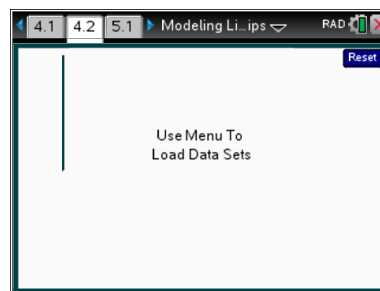 4.1 4.2 5.1 Modeling Li...ips RAD
Reset
Use Menu To
Load Data Sets